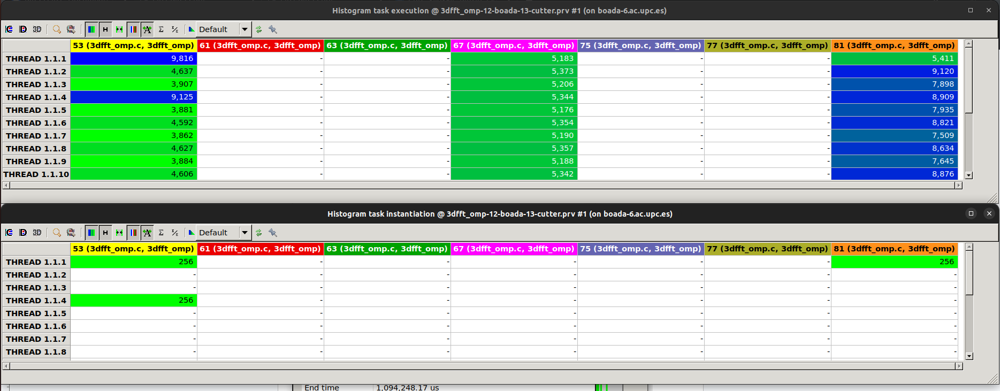 Histogram task execution @ 3dfft_omp-12-boada-13-cutter.prv #1 (on boada-6.ac.upc.es)
3D Default
53 (3dfft_omp.c, 3dfft_omp) 61 (3dfft_omp.c, 3dfft_omp) 63 (3dfft_omp.c, 3dfft_omp) 67 (3dfft_omp.c, 3dfft_omp) 75 (3dfft_omp.c, 3dfft_omp) 77 (3dfft_omp.c, 3dfft_omp) 81 (3dfft_omp.c, 3dfft_omp)
THREAD 1.1.1 9,816 - - 5,183 - - 5,411
THREAD 1.1.2 4,637 - - 5,373 - - 9,120
THREAD 1.1.3 3,907 - - 5,206 - - 7,898
THREAD 1.1.4 9,125 - - 5,344 - - 8,909
THREAD 1.1.5 3,881 - - 5,176 - - 7,935
THREAD 1.1.6 4,592 - - 5,354 - - 8,821
THREAD 1.1.7 3,862 - - 5,190 - - 7,509
THREAD 1.1.8 4,627 - - 5,357 - - 8,634
THREAD 1.1.9 3,884 - - 5,188 - - 7,645
THREAD 1.1.10 4,606 - - 5,342 - - 8,876
Histogram task instantiation @ 3dfft_omp-12-boada-13-cutter.prv #1 (on boada-6.ac.upc.es)
3D Default
53 (3dfft_omp.c, 3dfft_omp) 61 (3dfft_omp.c, 3dfft_omp) 63 (3dfft_omp.c, 3dfft_omp) 67 (3dfft_omp.c, 3dfft_omp) 75 (3dfft_omp.c, 3dfft_omp) 77 (3dfft_omp.c, 3dfft_omp) 81 (3dfft_omp.c, 3dfft_omp)
THREAD 1.1.1 256 - - - - - 256
THREAD 1.1.2 - - - - - - -
THREAD 1.1.3 - - - - - - -
THREAD 1.1.4 256 - - - - - -
THREAD 1.1.5 - - - - - - -
THREAD 1.1.6 - - - - - - -
THREAD 1.1.7 - - - - - - -
THREAD 1.1.8 - - - - - - -
End time 1,094,248.17 us